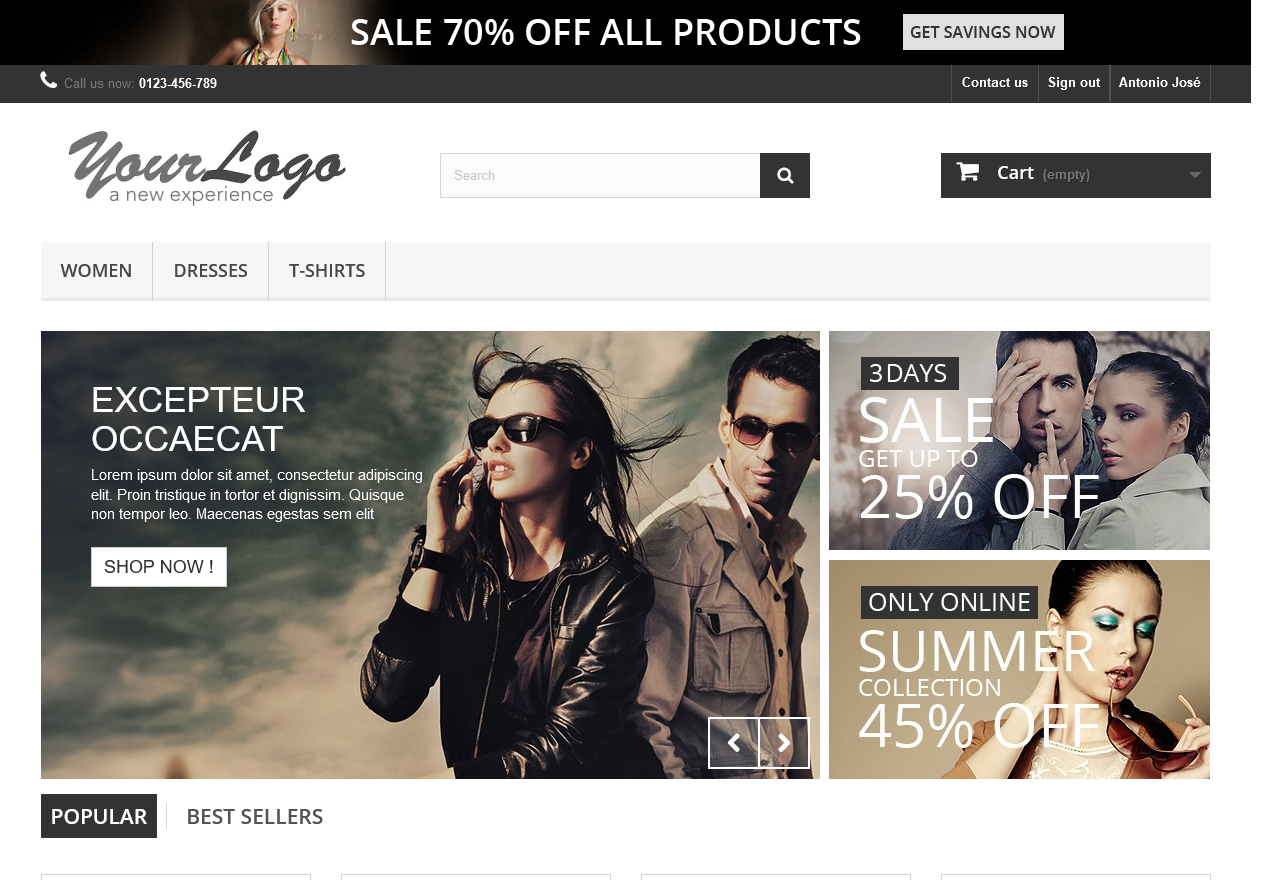 SALE 70% OFF ALL PRODUCTS
GET SAVINGS NOW
Call us now: 0123-456-789
Contact us
Sign out
Antonio José
YourLogo
a new experience
Search
Cart (empty)
WOMEN
DRESSES
T-SHIRTS
EXCEPTEUR
OCCAECAT
Lorem ipsum dolor sit amet, consectetur adipiscing
elit. Proin tristique in tortor et dignissim. Quisque
non tempor leo. Maecenas egestas sem elit
SHOP NOW !
3 DAYS
SALE
GET UP TO
25% OFF
ONLY ONLINE
SUMMER
COLLECTION
45% OFF
POPULAR
BEST SELLERS